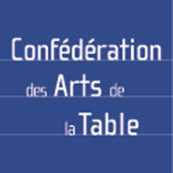 Confédération
des Arts de
la Table